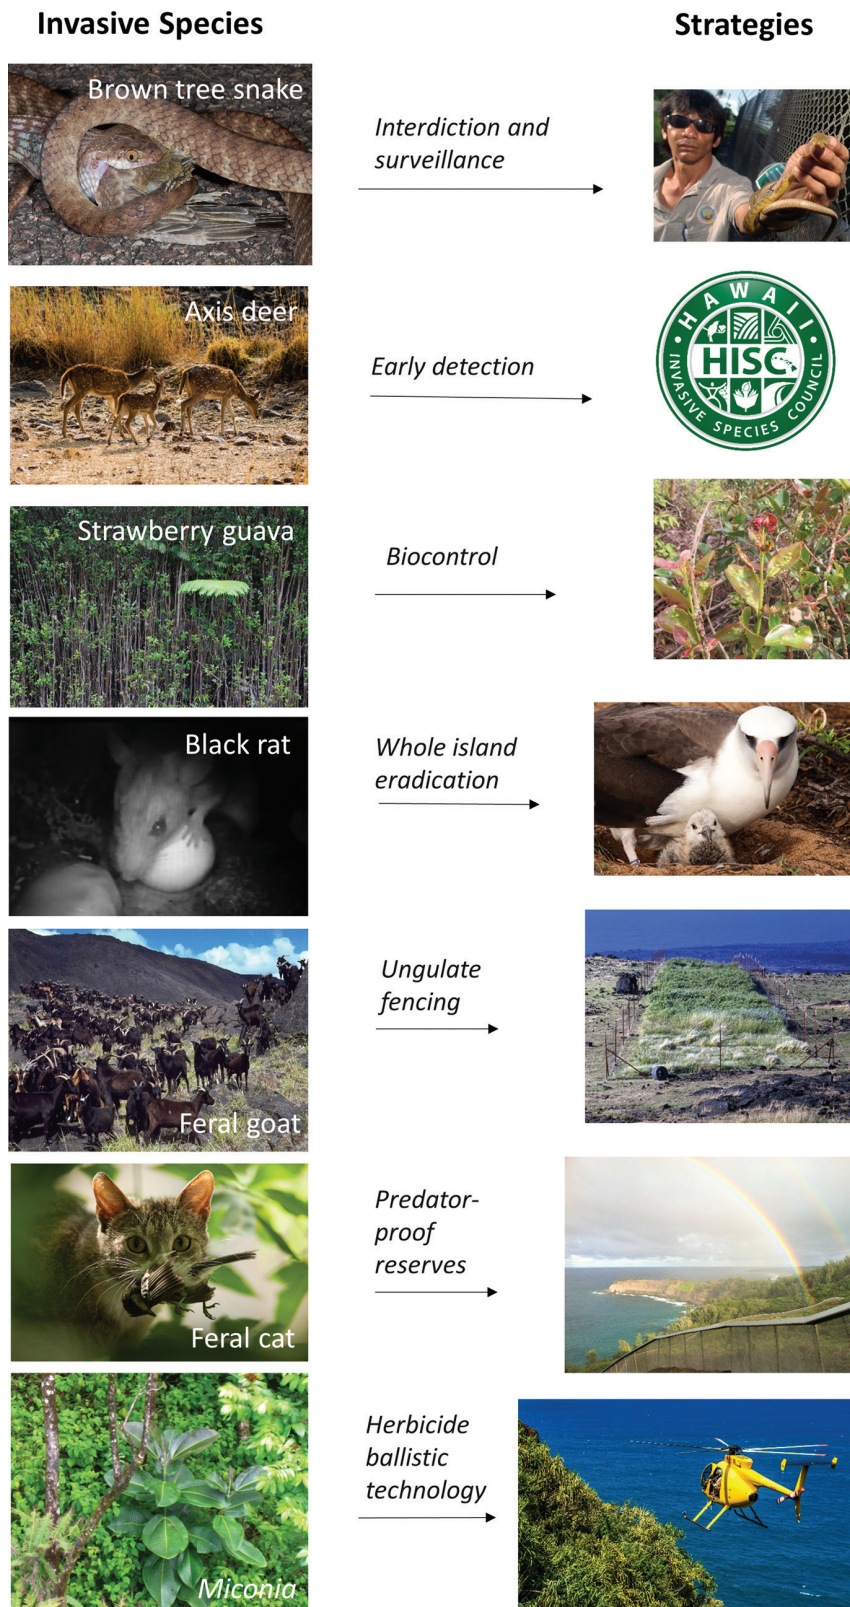 Invasive Species
Strategies
Brown tree snake
Interdiction and
surveillance
Axis deer
Early detection
HAWAII
HISC
INVASIVE SPECIES COUNCIL
Strawberry guava
Biocontrol
Black rat
Whole island
eradication
Feral goat
Ungulate
fencing
Feral cat
Predator-
proof
reserves
Miconia
Herbicide
ballistic
technology